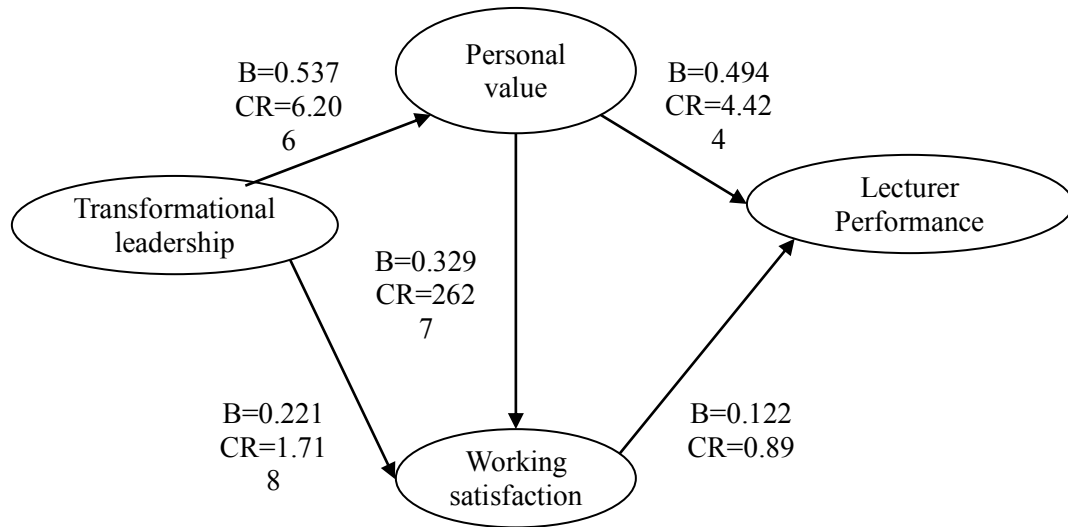 Personal
value
B=0.537
CR=6.20
6
B=0.494
CR=4.42
4
Transformational
leadership
Lecturer
Performance
B=0.329
CR=262
7
B=0.221
CR=1.71
8
B=0.122
CR=0.89
Working
satisfaction